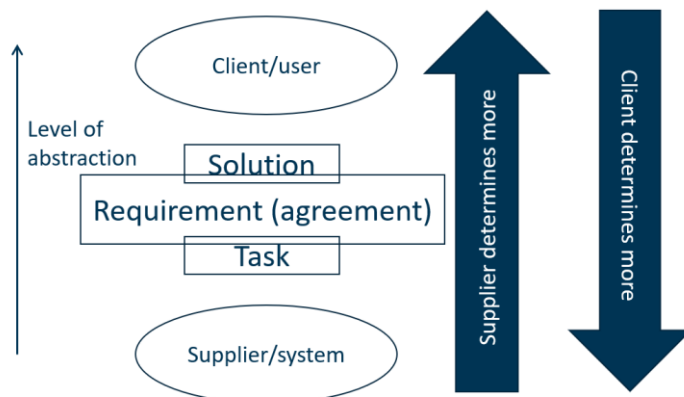 Client/user
Level of
abstraction
Solution
Requirement (agreement)
Task
Supplier/system
Supplier determines more
Client determines more